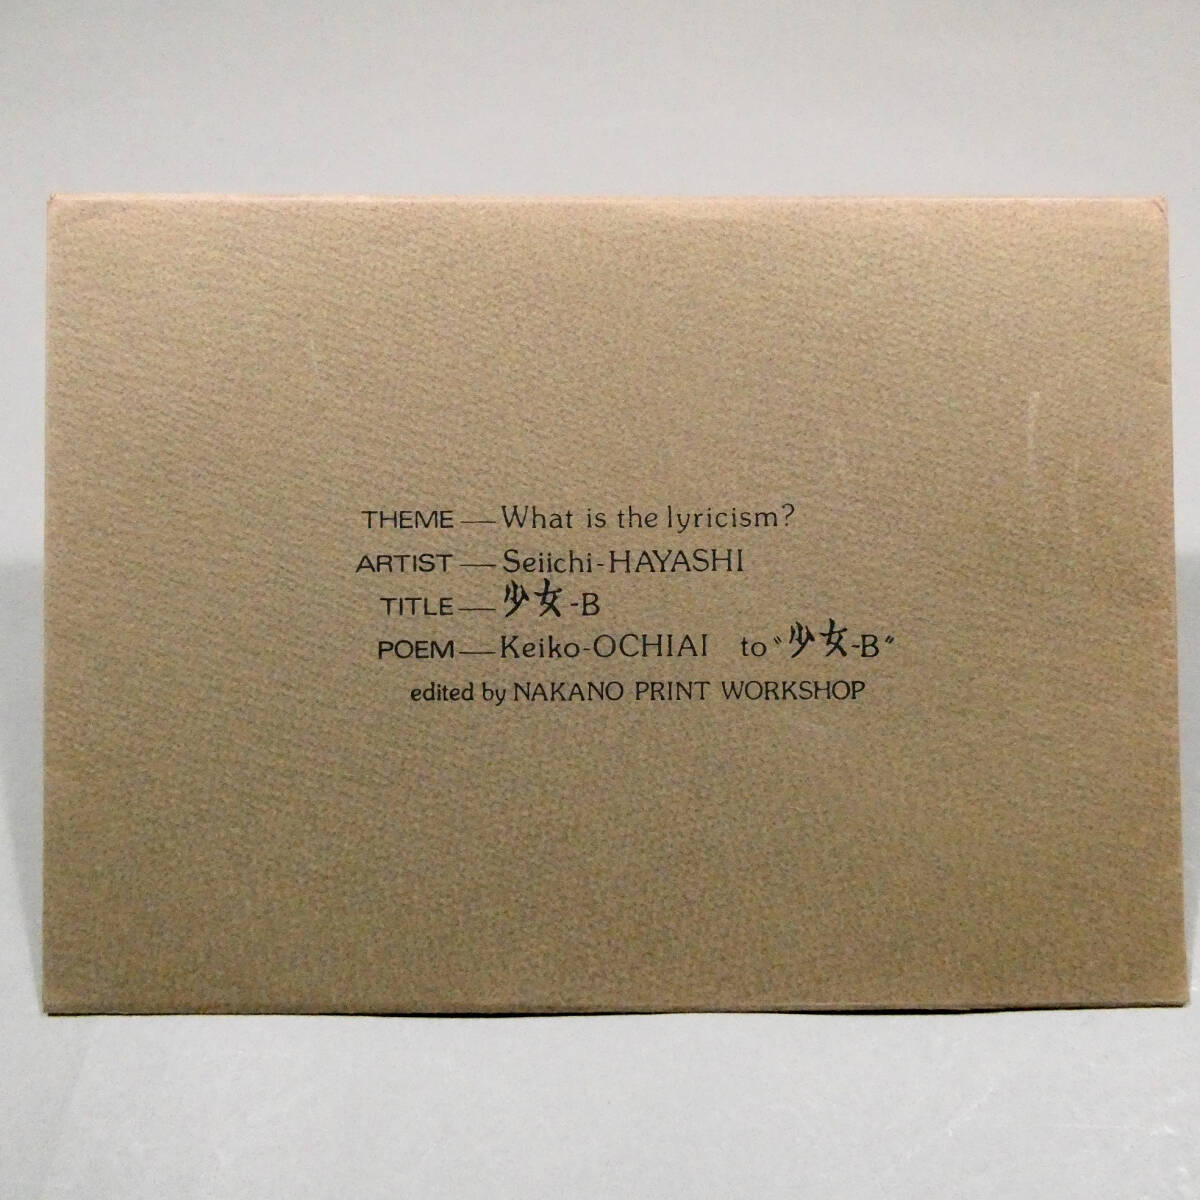 THEME — What is the lyricism?
ARTIST — Seiichi-HAYASHI
TITLE — 少女-B
POEM — Keiko-OCHIAI to〝少女-B〟
edited by NAKANO PRINT WORKSHOP